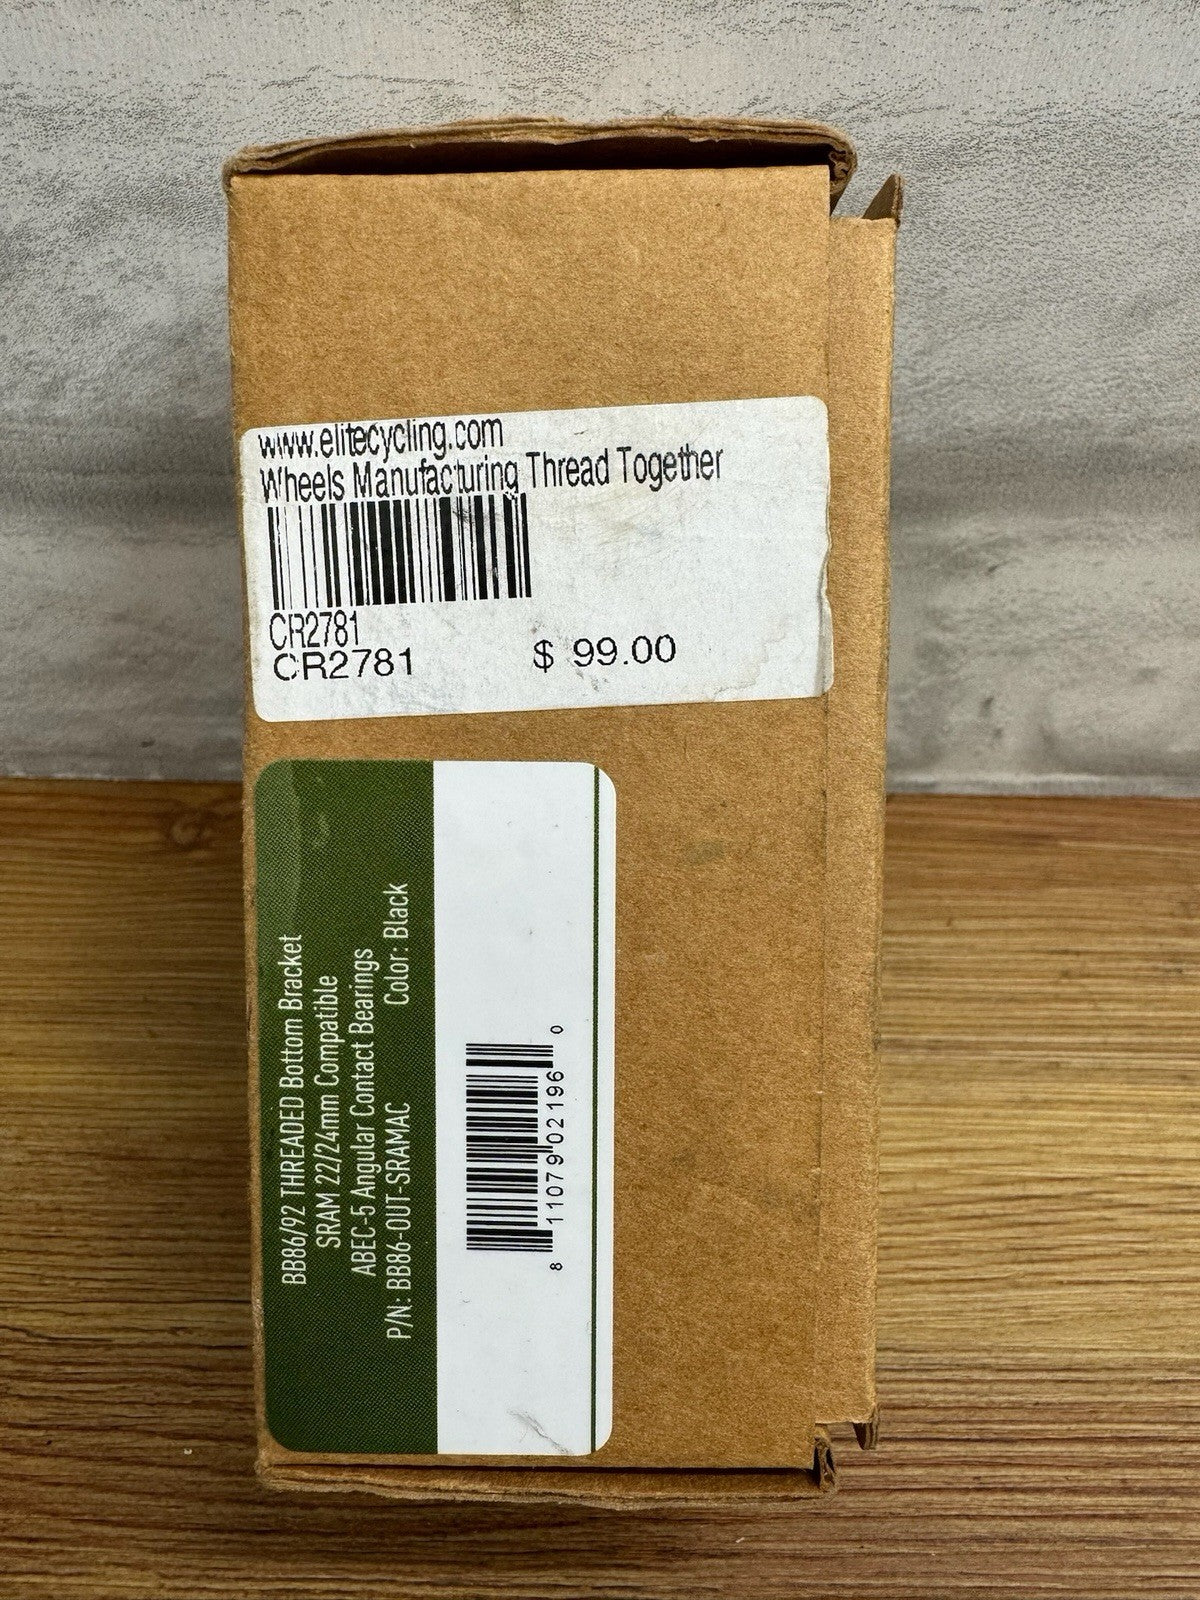 www.elitecycling.com
Wheels Manufacturing Thread Together
CR2781
CR2781 $ 99.00
BB86/92 THREADED Bottom Bracket
SRAM 22/24mm Compatible
ABEC-5 Angular Contact Bearings
P/N: BB86-OUT-SRAMAC Color: Black
8 11079 02196 0